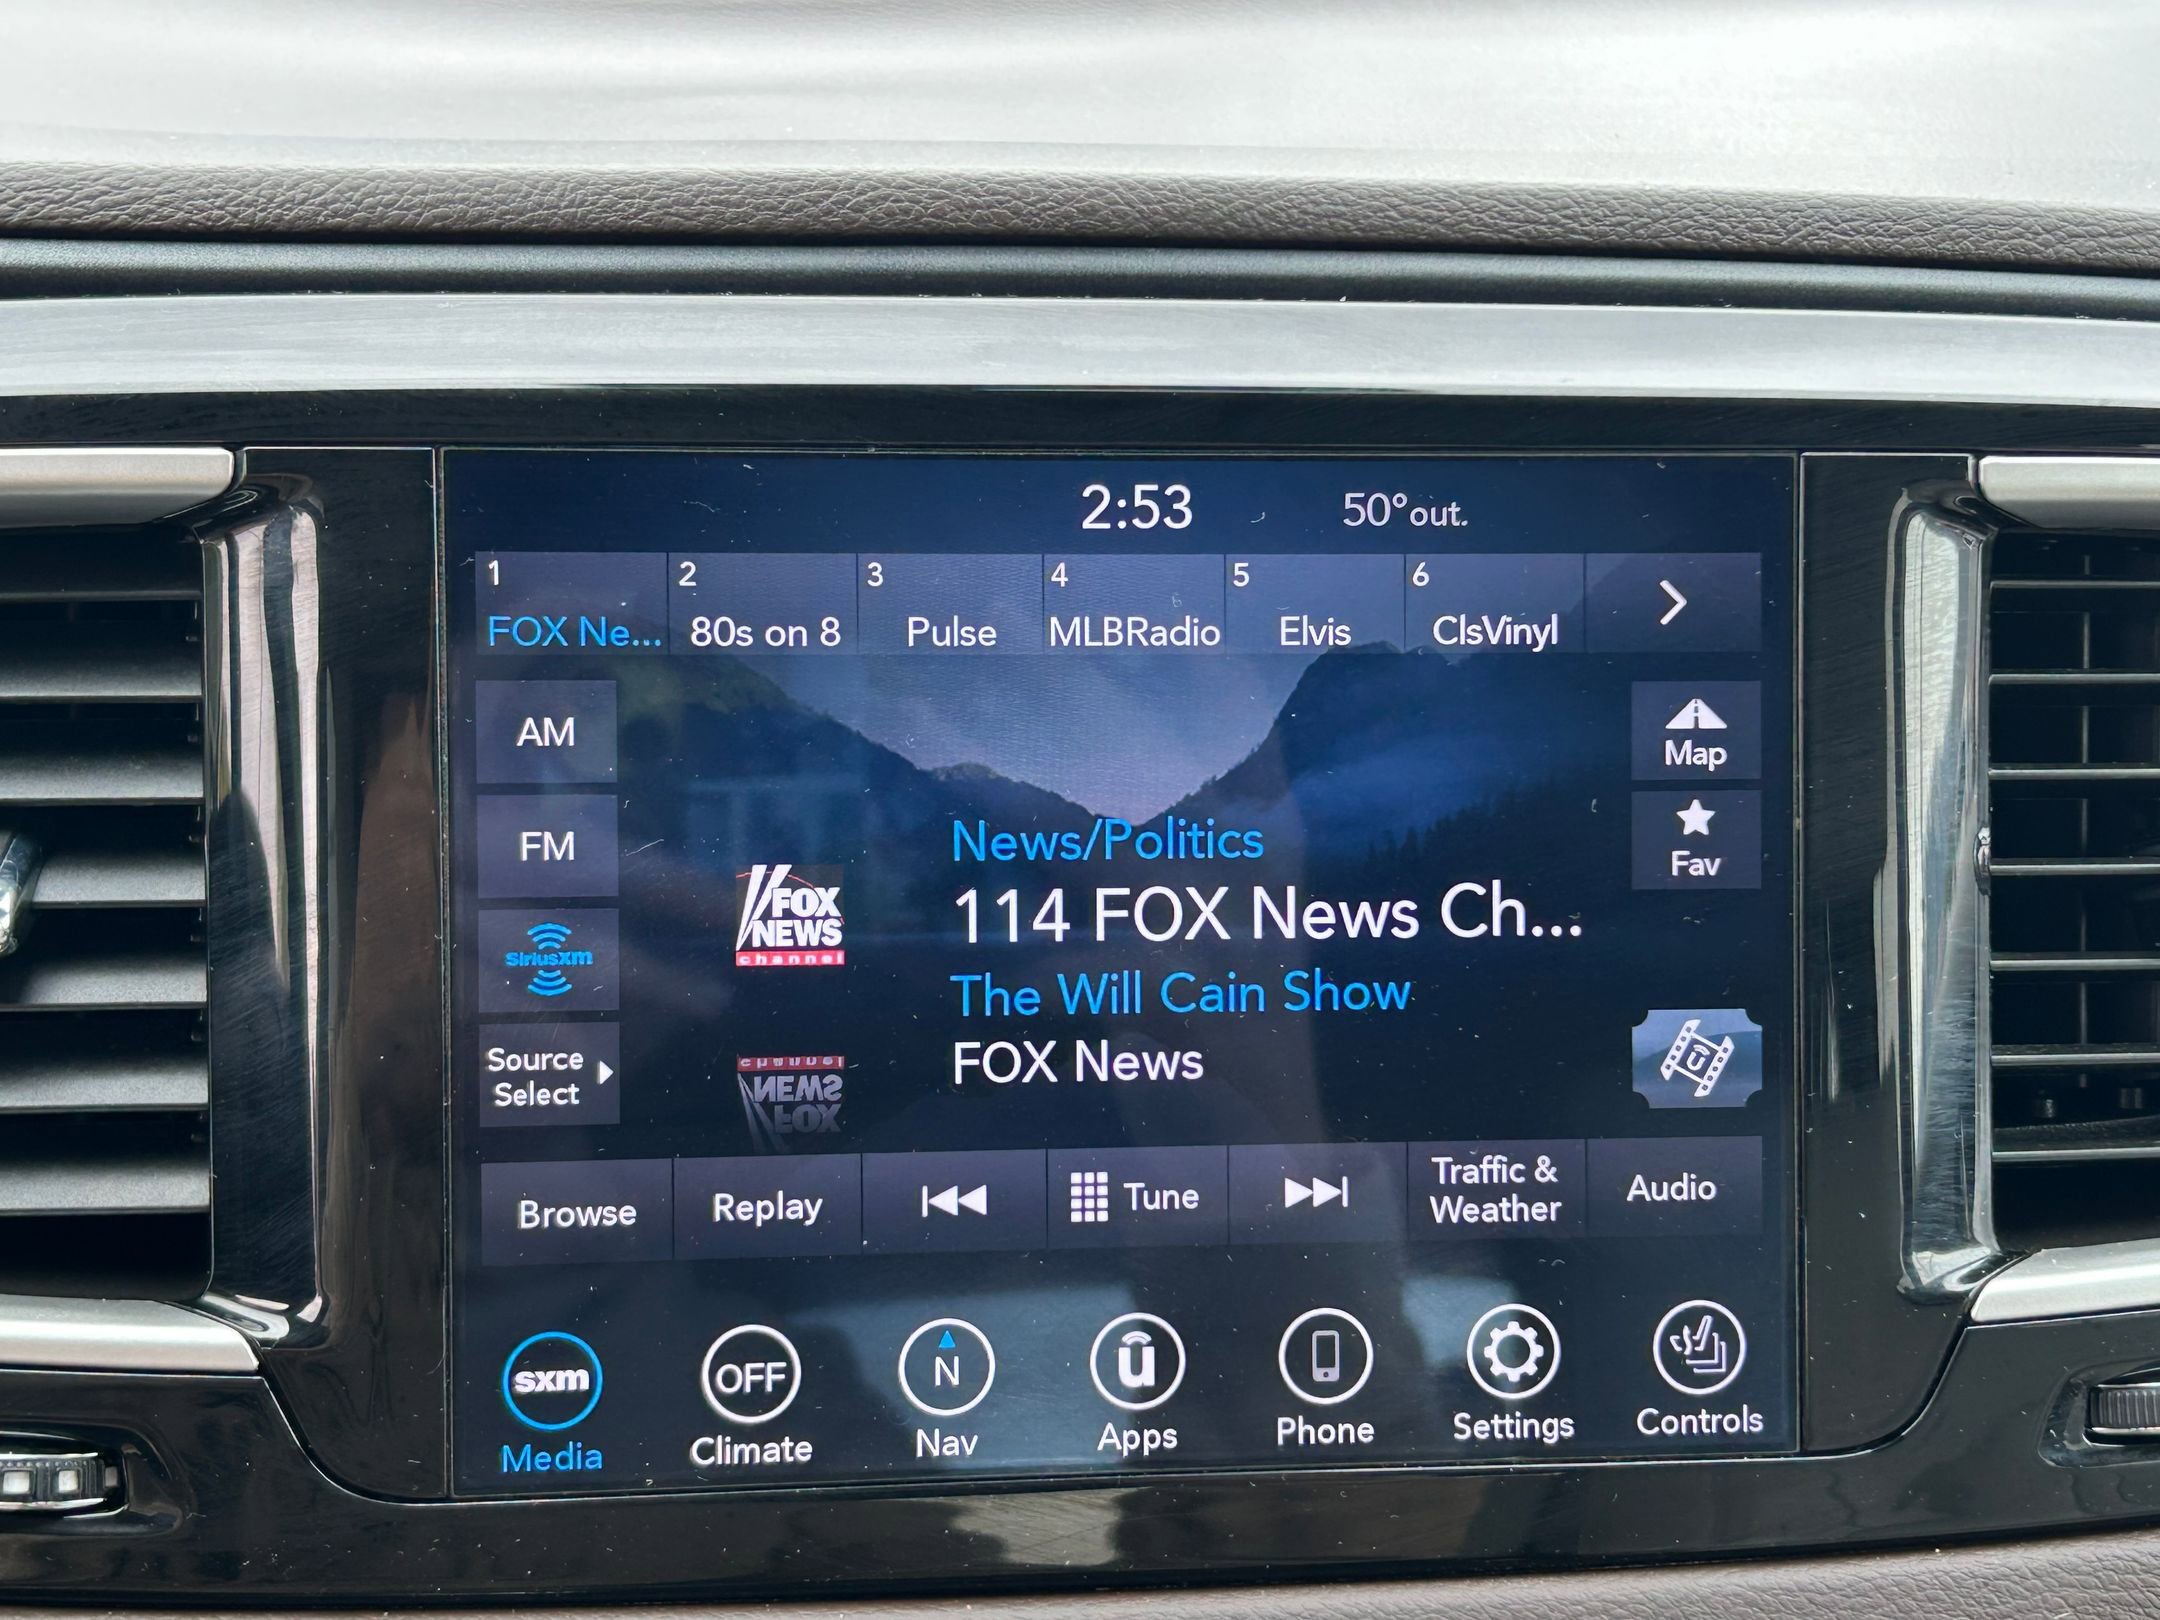 2:53 50°out.
1 2 3 4 5 6
FOX Ne... 80s on 8 Pulse MLBRadio Elvis ClsVinyl
AM
Map
FM
Fav
News/Politics
FOX
NEWS
channel
114 FOX News Ch...
SiriusXM
The Will Cain Show
FOX News
Source
Select
Browse
Replay
Tune
Traffic &
Weather
Audio
sxm
Media
OFF
Climate
N
Nav
u
Apps
Phone
Settings
Controls